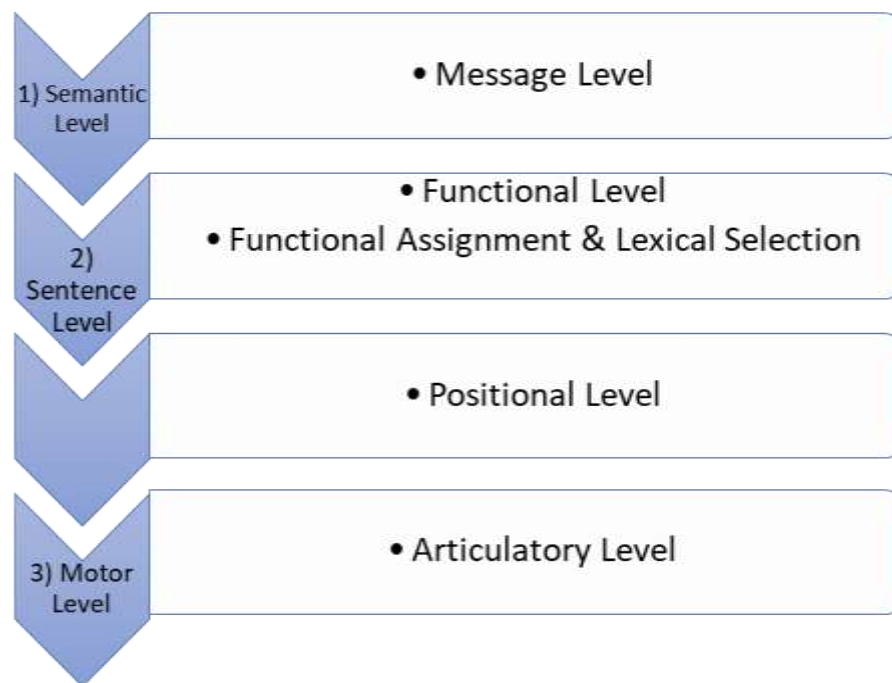 1) Semantic
Level
• Message Level
2)
Sentence
Level
• Functional Level
• Functional Assignment & Lexical Selection
• Positional Level
3) Motor
Level
• Articulatory Level